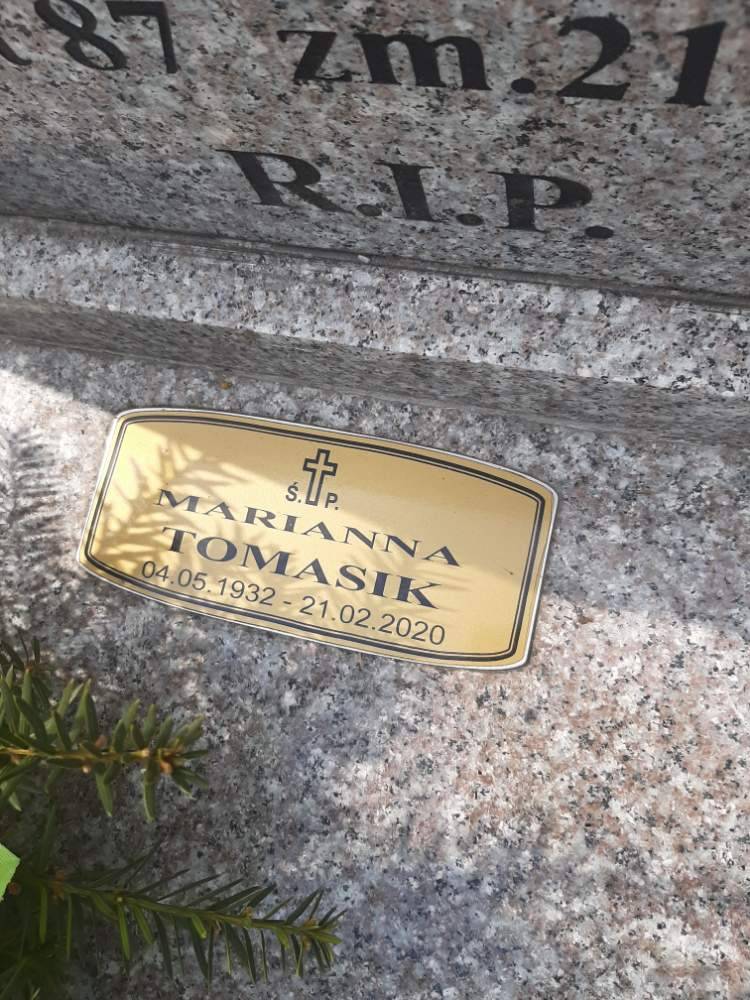 87 zm.21
R.I.P.
Ś. P.
MARIANNA
TOMASIK
04.05.1932 - 21.02.2020